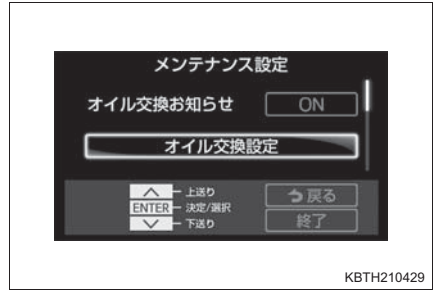 メンテナンス設定
オイル交換お知らせ ON
オイル交換設定
上送り 戻る
ENTER 決定/選択
下送り 終了
KBTH210429